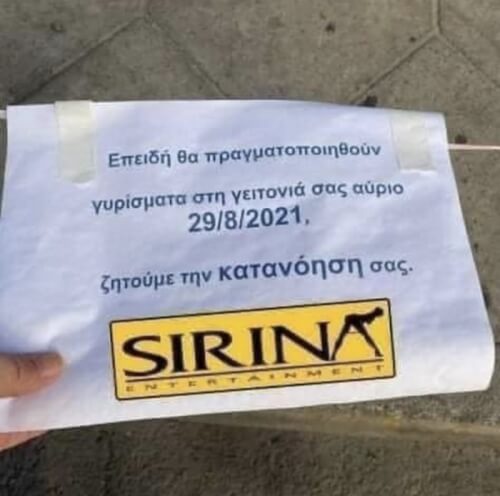 Επειδή θα πραγματοποιηθούν
γυρίσματα στη γειτονιά σας αύριο
29/8/2021,
ζητούμε την κατανόηση σας.
SIRINA
ENTERTAINMENT